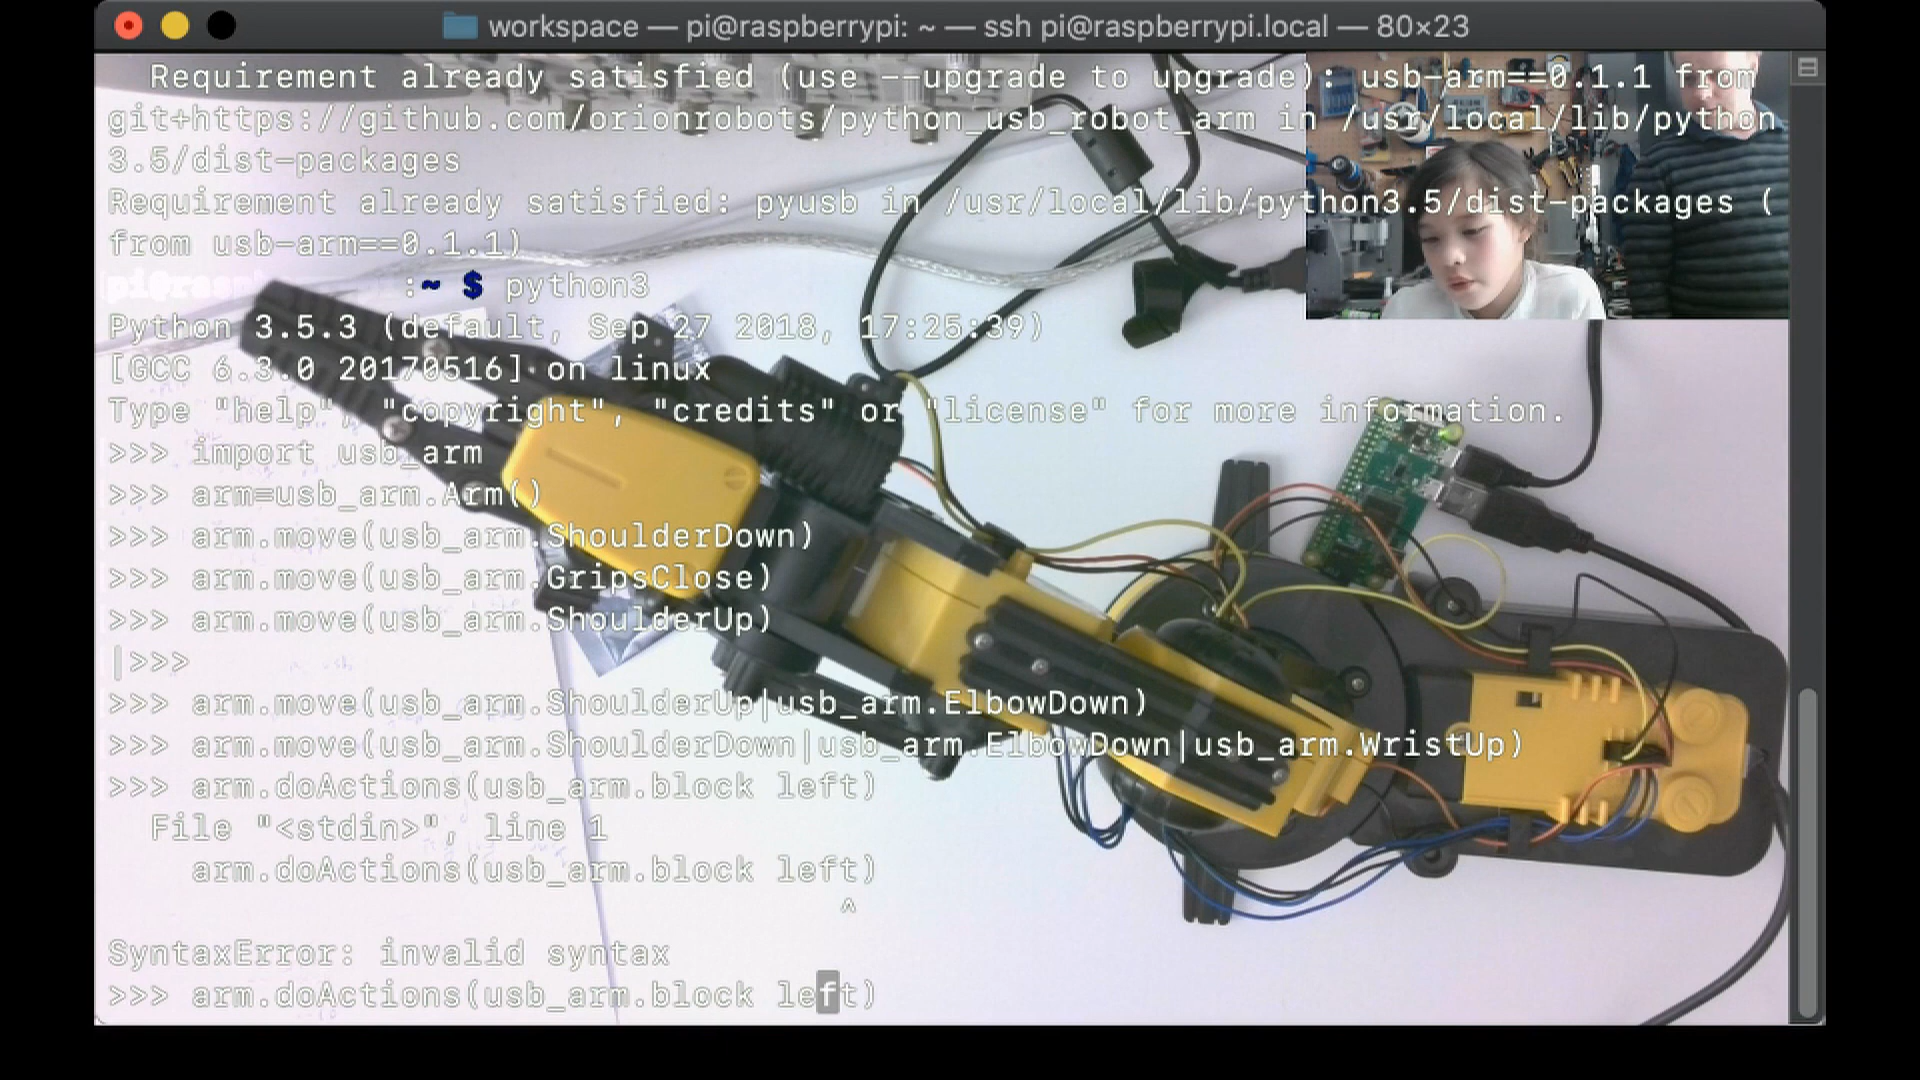 workspace — pi@raspberrypi: ~ — ssh pi@raspberrypi.local — 80×23
Requirement already satisfied (use --upgrade to upgrade): usb-arm==0.1.1 from
git+https://github.com/orionrobots/python_usb_robot_arm in /usr/local/lib/python
3.5/dist-packages
Requirement already satisfied: pyusb in /usr/local/lib/python3.5/dist-packages (
from usb-arm==0.1.1)
pi@rasp :~ $ python3
Python 3.5.3 (default, Sep 27 2018, 17:25:39)
[GCC 6.3.0 20170516] on linux
Type "help", "copyright", "credits" or "license" for more information.
>>> import usb_arm
>>> arm=usb_arm.Arm()
>>> arm.move(usb_arm.ShoulderDown)
>>> arm.move(usb_arm.GripsClose)
>>> arm.move(usb_arm.ShoulderUp)
|>>>
>>> arm.move(usb_arm.ShoulderUp|usb_arm.ElbowDown)
>>> arm.move(usb_arm.ShoulderDown|usb_arm.ElbowDown|usb_arm.WristUp)
>>> arm.doActions(usb_arm.block left)
File "<stdin>", line 1
arm.doActions(usb_arm.block left)
^
SyntaxError: invalid syntax
>>> arm.doActions(usb_arm.block left)